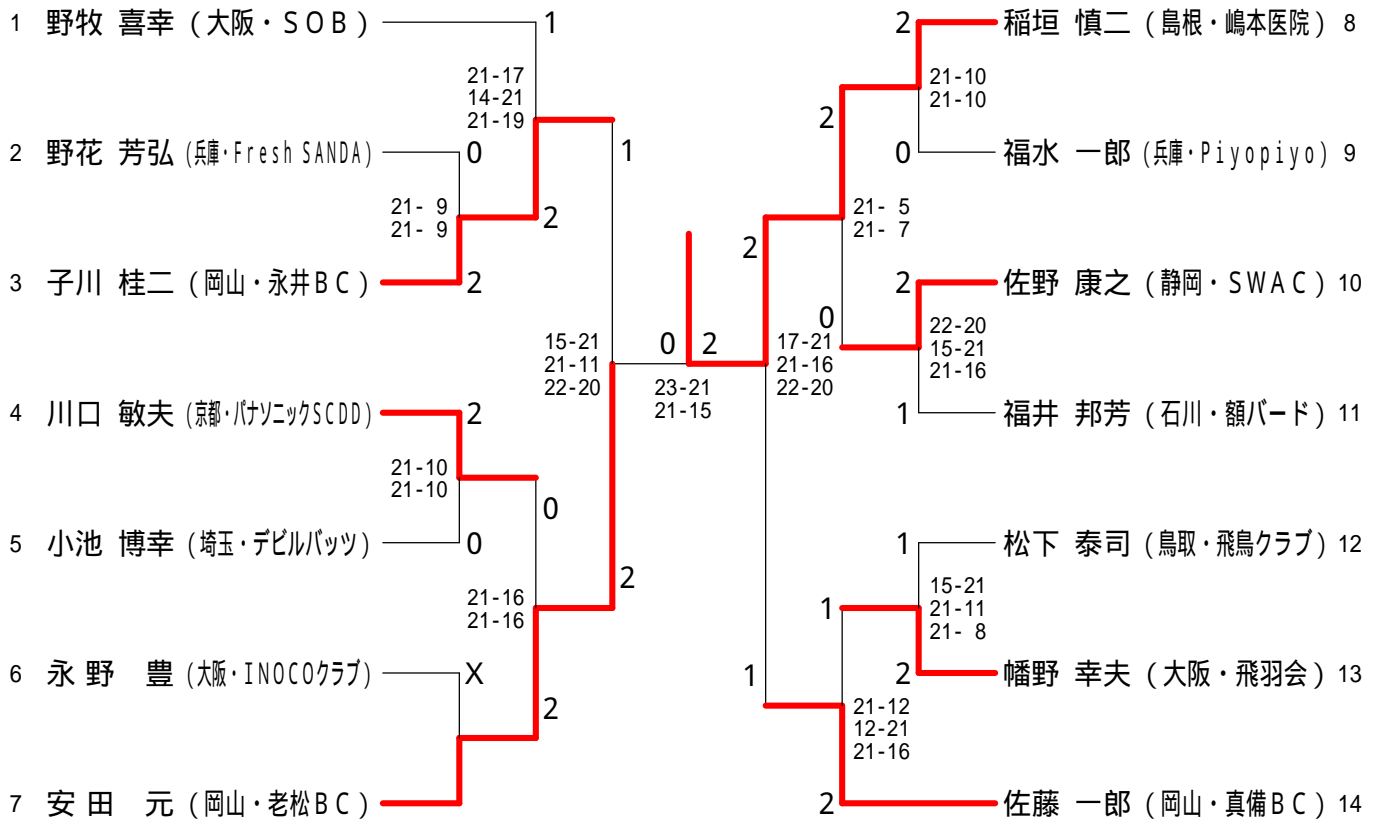 1 野牧 喜幸 (大阪・SOB) 1
21-17
14-21
21-19
2 野花 芳弘 (兵庫・Fresh SANDA) 0
1
21- 9
21- 9
2
3 子川 桂二 (岡山・永井BC) 2
15-21
21-11
22-20
4 川口 敏夫 (京都・パナソニックSCDD) 2
21-10
21-10
0
5 小池 博幸 (埼玉・デビルバッツ) 0
2
21-16
21-16
6 永野 豊 (大阪・INOCOクラブ) X
2
7 安田 元 (岡山・老松BC)
0 2
23-21
21-15
2 稲垣 慎二 (島根・嶋本医院) 8
21-10
21-10
2
0 福水 一郎 (兵庫・Piyopiyo) 9
21- 5
21- 7
2
2 佐野 康之 (静岡・SWAC) 10
0
22-20
15-21
21-16
17-21
21-16
22-20
1 福井 邦芳 (石川・額バード) 11
1 松下 泰司 (鳥取・飛鳥クラブ) 12
15-21
21-11
21- 8
1
2 幡野 幸夫 (大阪・飛羽会) 13
1
21-12
12-21
21-16
2 佐藤 一郎 (岡山・真備BC) 14